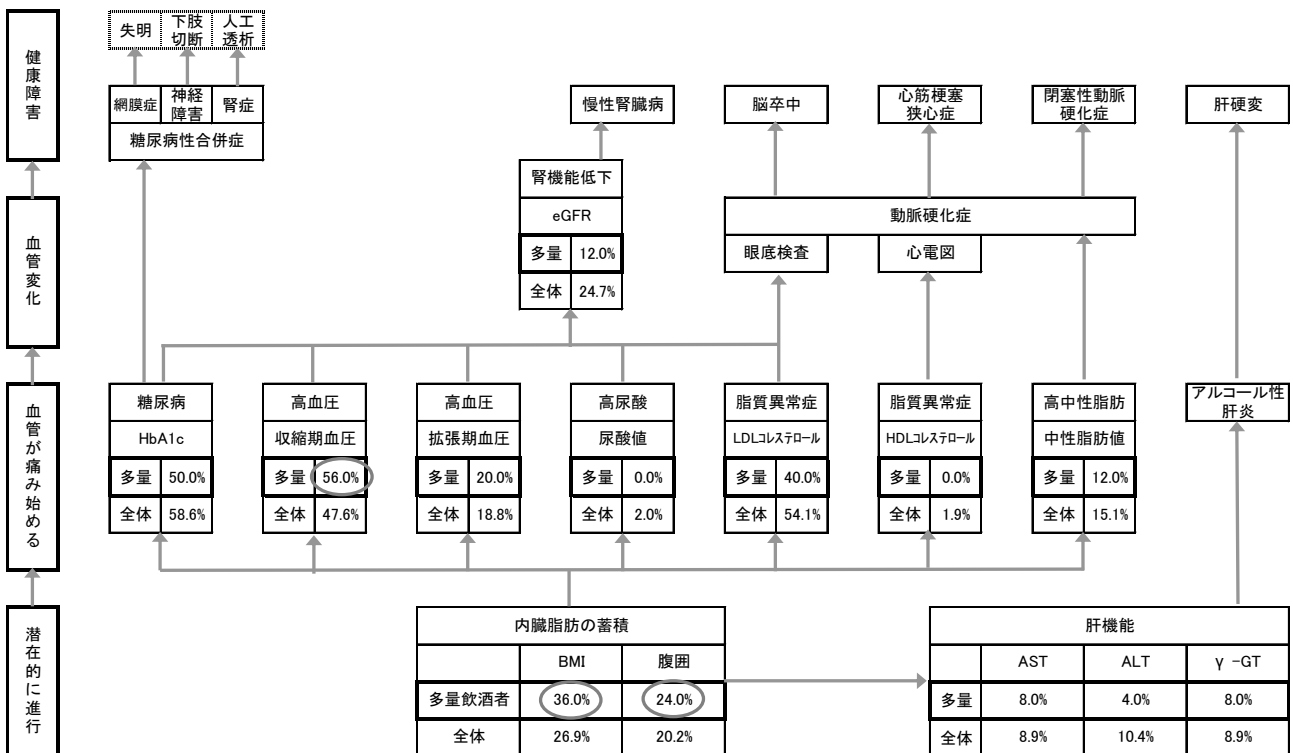 健康障害
失明 下肢切断 人工透析
網膜症 神経障害 腎症
糖尿病性合併症
慢性腎臓病
脳卒中
心筋梗塞
狭心症
閉塞性動脈
硬化症
肝硬変
血管変化
腎機能低下
eGFR
多量 12.0%
全体 24.7%
動脈硬化症
眼底検査
心電図
血管が痛み始める
糖尿病
HbA1c
多量 50.0%
全体 58.6%
高血圧
収縮期血圧
多量 56.0%
全体 47.6%
高血圧
拡張期血圧
多量 20.0%
全体 18.8%
高尿酸
尿酸値
多量 0.0%
全体 2.0%
脂質異常症
LDLコレステロール
多量 40.0%
全体 54.1%
脂質異常症
HDLコレステロール
多量 0.0%
全体 1.9%
高中性脂肪
中性脂肪値
多量 12.0%
全体 15.1%
アルコール性
肝炎
潜在的に進行
内臓脂肪の蓄積
BMI 腹囲
多量飲酒者 36.0% 24.0%
全体 26.9% 20.2%
肝機能
AST ALT γ-GT
多量 8.0% 4.0% 8.0%
全体 8.9% 10.4% 8.9%